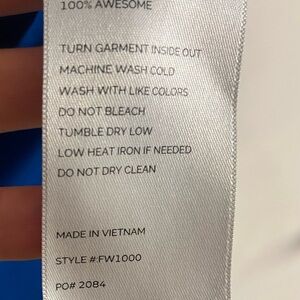 100% AWESOME
TURN GARMENT INSIDE OUT
MACHINE WASH COLD
WASH WITH LIKE COLORS
DO NOT BLEACH
TUMBLE DRY LOW
LOW HEAT IRON IF NEEDED
DO NOT DRY CLEAN
MADE IN VIETNAM
STYLE #:FW1000
PO# 2084